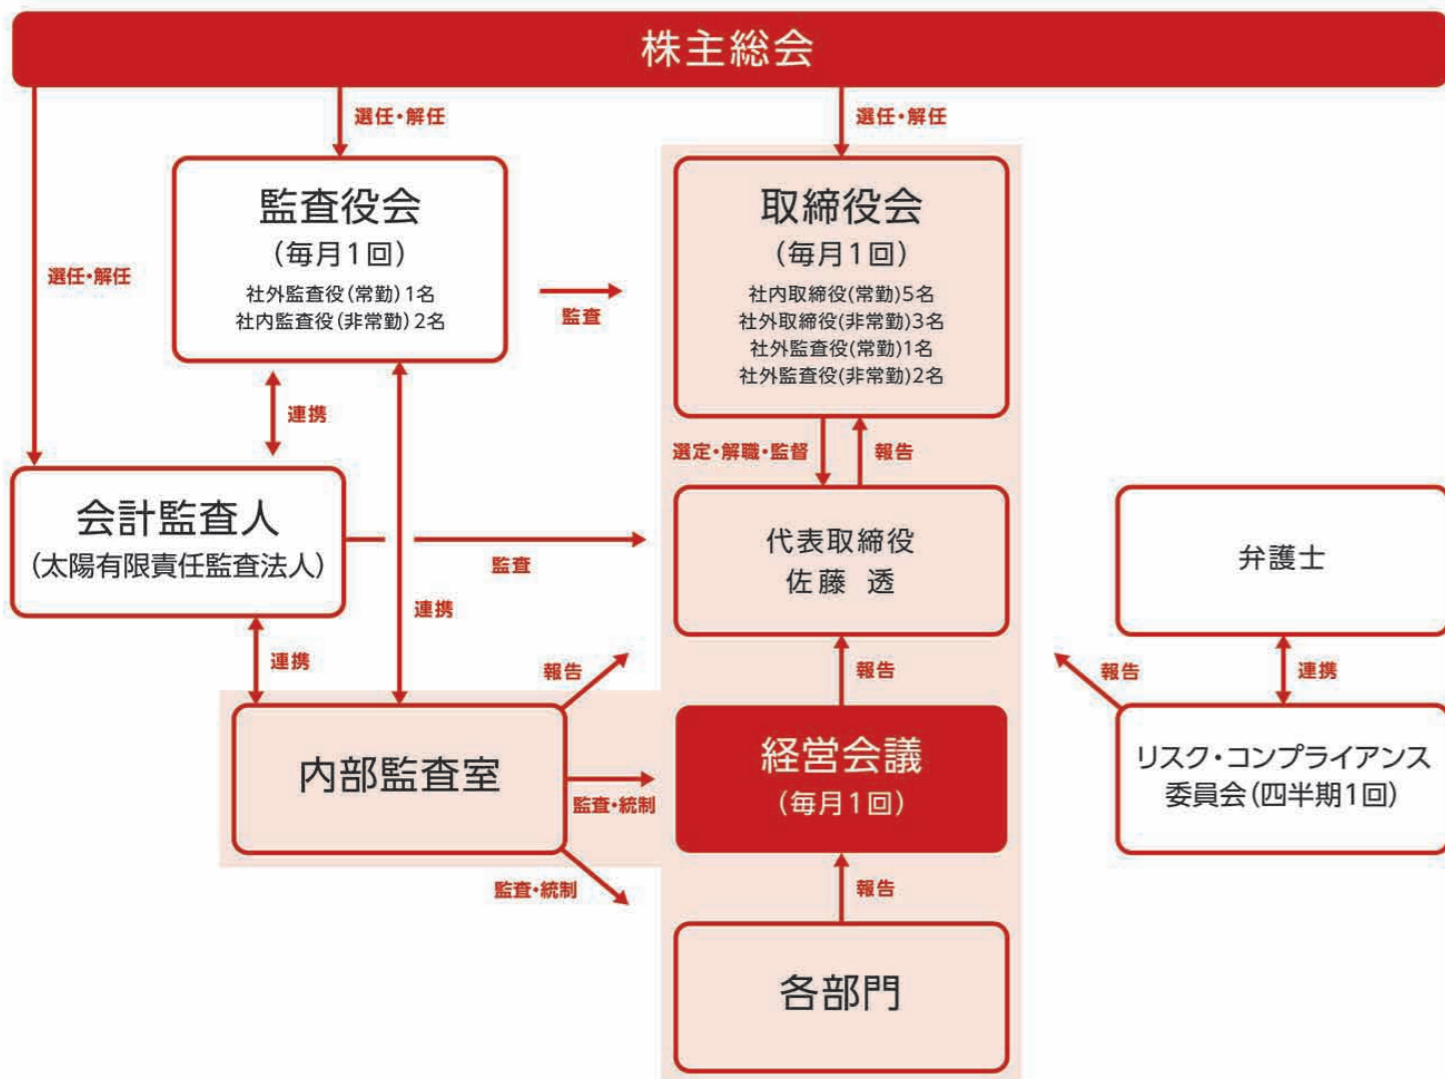 株主総会
選任・解任
選任・解任
選任・解任
監査役会
(毎月1回)
社外監査役(常勤)1名
社内監査役(非常勤)2名
監査
取締役会
(毎月1回)
社内取締役(常勤)5名
社外取締役(非常勤)3名
社外監査役(常勤)1名
社外監査役(非常勤)2名
連携
選定・解職・監督
報告
会計監査人
(太陽有限責任監査法人)
監査
代表取締役
佐藤 透
弁護士
連携
連携
報告
報告
報告
連携
内部監査室
監査・統制
経営会議
(毎月1回)
リスク・コンプライアンス
委員会(四半期1回)
監査・統制
報告
各部門